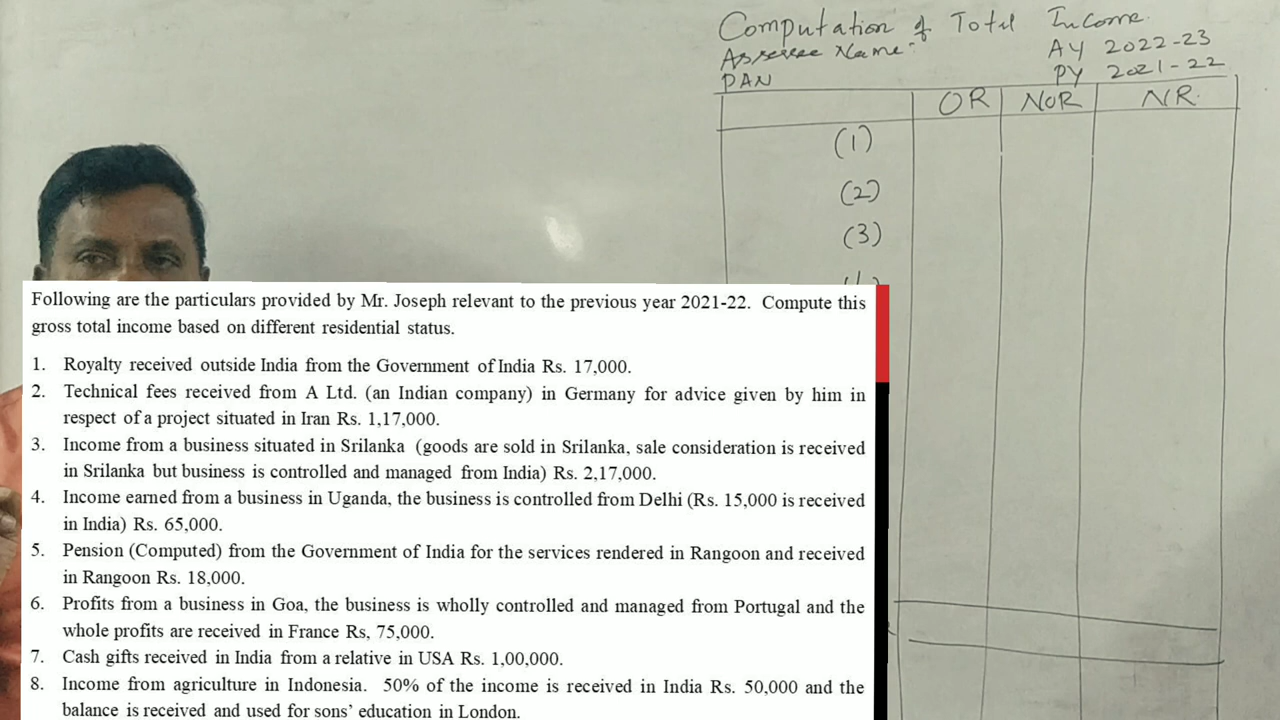 Computation of Total Income.
Assessee Name:-
AY 2022-23
PAN
PY 2021-22
OR NOR NR.
(1)
(2)
(3)
Following are the particulars provided by Mr. Joseph relevant to the previous year 2021-22. Compute this
gross total income based on different residential status.
1. Royalty received outside India from the Government of India Rs. 17,000.
2. Technical fees received from A Ltd. (an Indian company) in Germany for advice given by him in
respect of a project situated in Iran Rs. 1,17,000.
3. Income from a business situated in Srilanka (goods are sold in Srilanka, sale consideration is received
in Srilanka but business is controlled and managed from India) Rs. 2,17,000.
4. Income earned from a business in Uganda, the business is controlled from Delhi (Rs. 15,000 is received
in India) Rs. 65,000.
5. Pension (Computed) from the Government of India for the services rendered in Rangoon and received
in Rangoon Rs. 18,000.
6. Profits from a business in Goa, the business is wholly controlled and managed from Portugal and the
whole profits are received in France Rs, 75,000.
7. Cash gifts received in India from a relative in USA Rs. 1,00,000.
8. Income from agriculture in Indonesia. 50% of the income is received in India Rs. 50,000 and the
balance is received and used for sons' education in London.